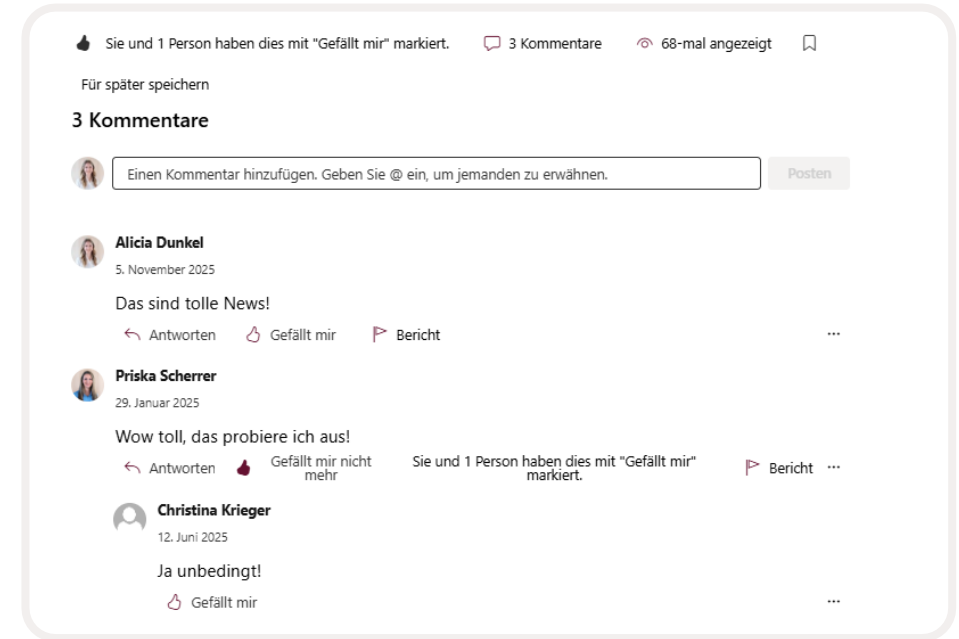 Sie und 1 Person haben dies mit "Gefällt mir" markiert. 3 Kommentare 68-mal angezeigt
Für später speichern
3 Kommentare
Einen Kommentar hinzufügen. Geben Sie @ ein, um jemanden zu erwähnen. Posten
Alicia Dunkel
5. November 2025
Das sind tolle News!
Antworten Gefällt mir Bericht ...
Priska Scherrer
29. Januar 2025
Wow toll, das probiere ich aus!
Antworten Gefällt mir nicht mehr Sie und 1 Person haben dies mit "Gefällt mir" markiert. Bericht ...
Christina Krieger
12. Juni 2025
Ja unbedingt!
Gefällt mir ...